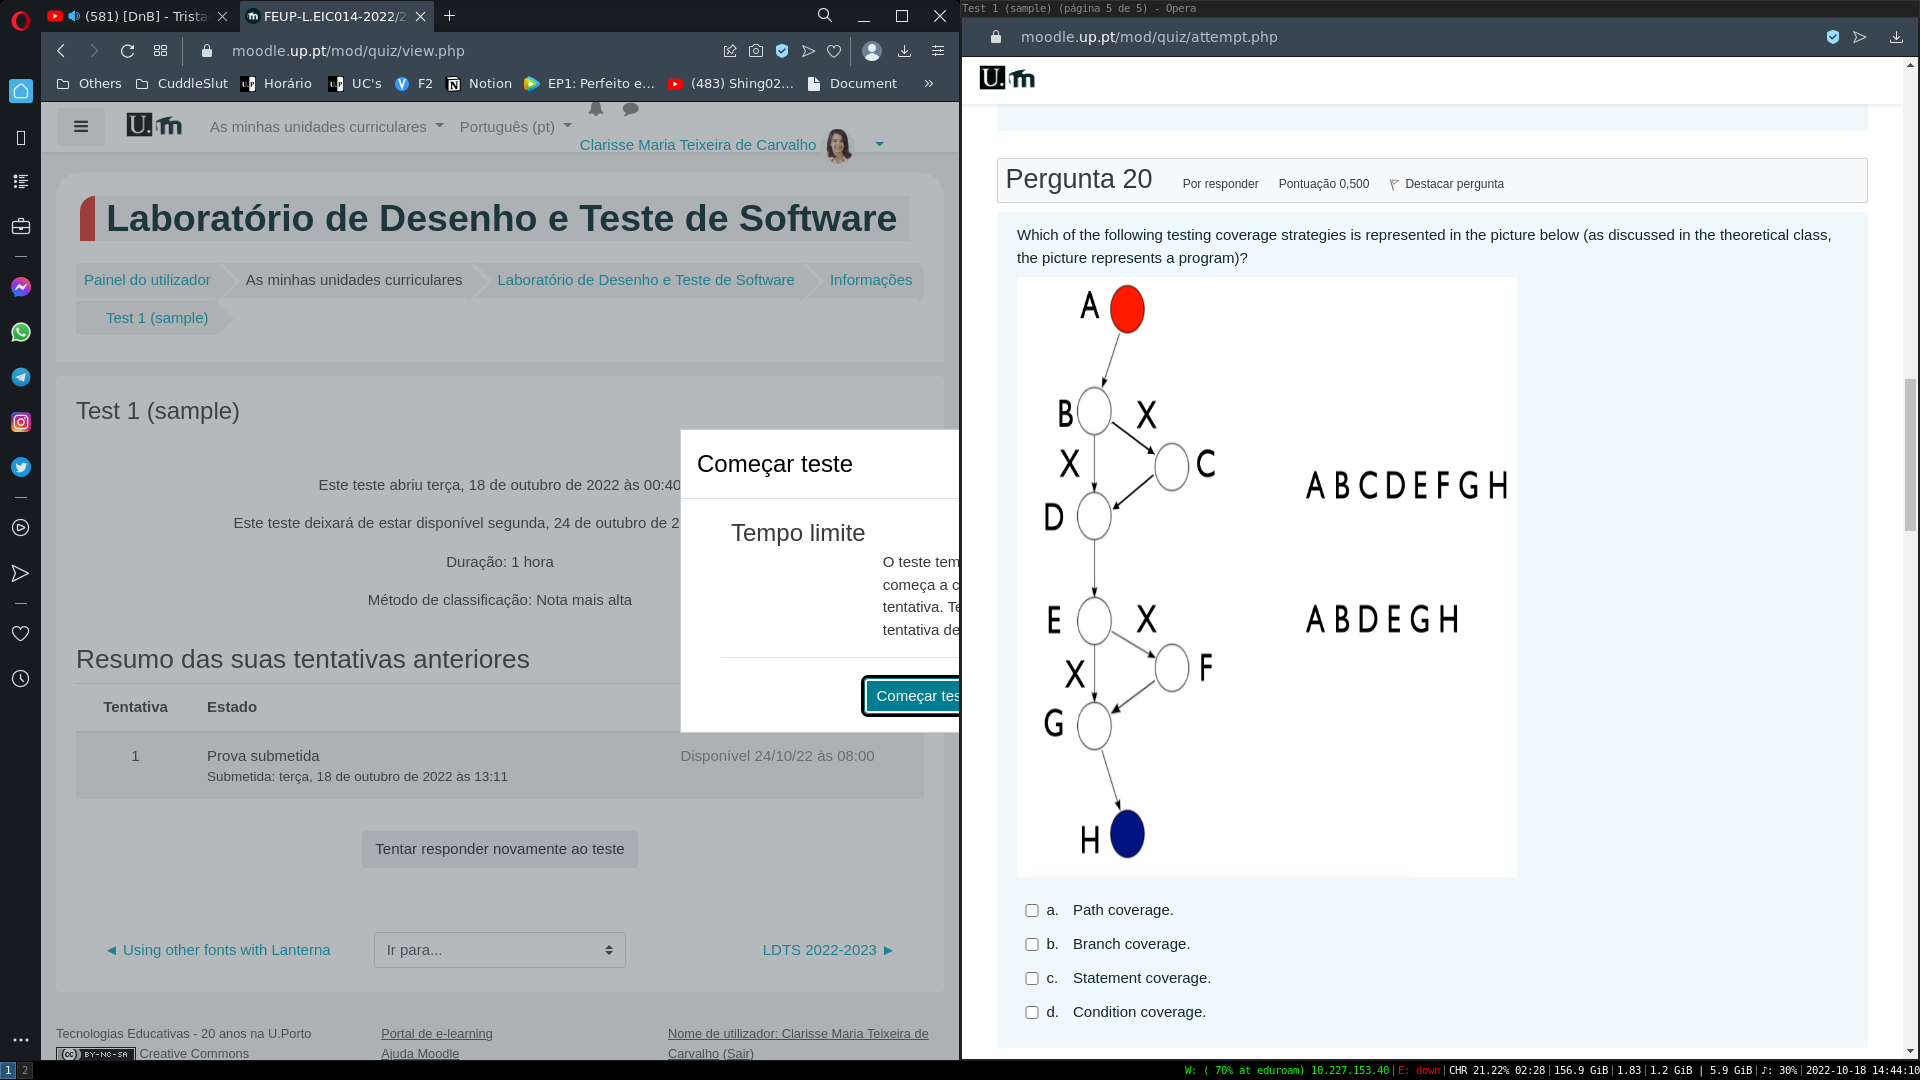 (581) [DnB] - Trista
FEUP-L.EIC014-2022/2
moodle.up.pt/mod/quiz/view.php
Others
CuddleSlut
Horário
UC's
F2
Notion
EP1: Perfeito e...
(483) Shing02...
Document
»
As minhas unidades curriculares
Português (pt)
Clarisse Maria Teixeira de Carvalho
Laboratório de Desenho e Teste de Software
Painel do utilizador
As minhas unidades curriculares
Laboratório de Desenho e Teste de Software
Informações
Test 1 (sample)
Test 1 (sample)
Este teste abriu terça, 18 de outubro de 2022 às 00:40
Este teste deixará de estar disponível segunda, 24 de outubro de 2
Duração: 1 hora
Método de classificação: Nota mais alta
Começar teste
Tempo limite
O teste tem
começa a c
tentativa. Te
tentativa de
Começar tes
Resumo das suas tentativas anteriores
Tentativa Estado
1 Prova submetida Disponível 24/10/22 às 08:00
Submetida: terça, 18 de outubro de 2022 às 13:11
Tentar responder novamente ao teste
◄ Using other fonts with Lanterna
Ir para...
LDTS 2022-2023 ►
Tecnologias Educativas - 20 anos na U.Porto
(cc) BY-NC-SA Creative Commons
Portal de e-learning
Ajuda Moodle
Nome de utilizador: Clarisse Maria Teixeira de
Carvalho (Sair)
Test 1 (sample) (página 5 de 5) - Opera
moodle.up.pt/mod/quiz/attempt.php
Pergunta 20 Por responder Pontuação 0,500 Destacar pergunta
Which of the following testing coverage strategies is represented in the picture below (as discussed in the theoretical class,
the picture represents a program)?
A
B X
X C
D
E X
X F
G
H
A B C D E F G H
A B D E G H
a. Path coverage.
b. Branch coverage.
c. Statement coverage.
d. Condition coverage.
1 2
W: ( 70% at eduroam) 10.227.153.40|E: down|CHR 21.22% 02:28|156.9 GiB|1.83|1.2 GiB | 5.9 GiB|♪: 30%|2022-10-18 14:44:10